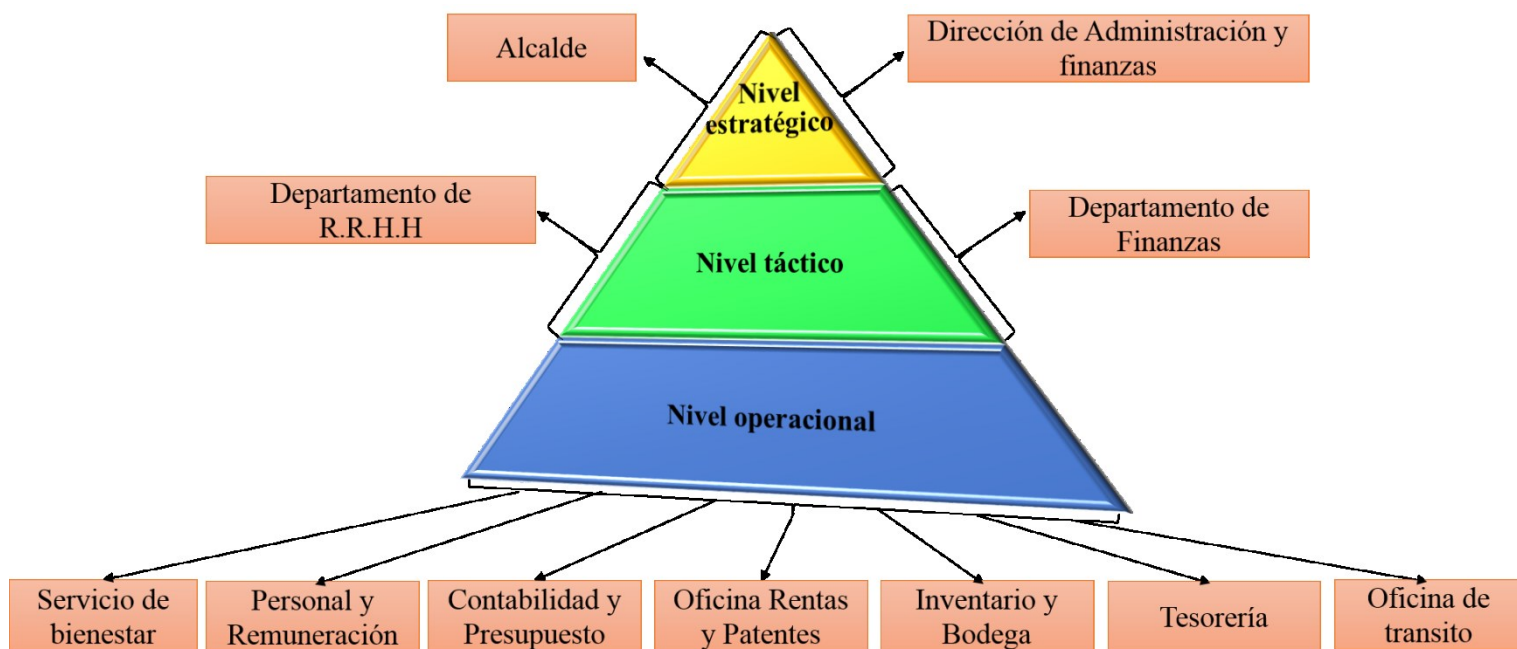 Alcalde
Dirección de Administración y
finanzas
Nivel
estratégico
Departamento de
R.R.H.H
Departamento de
Finanzas
Nivel táctico
Nivel operacional
Servicio de
bienestar
Personal y
Remuneración
Contabilidad y
Presupuesto
Oficina Rentas
y Patentes
Inventario y
Bodega
Tesorería
Oficina de
transito